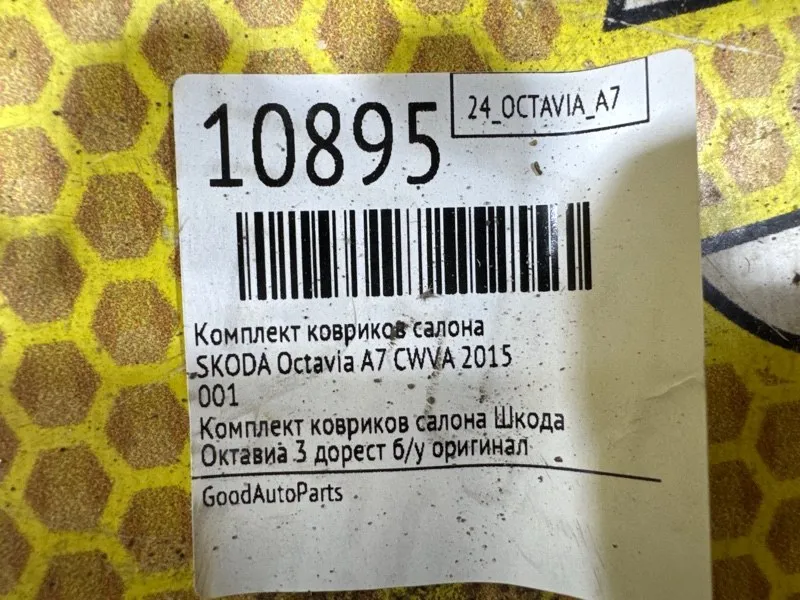 10895
24_OCTAVIA_A7
Комплект ковриков салона
SKODA Octavia A7 CWVA 2015
001
Комплект ковриков салона Шкода
Октавиа 3 дорест б/у оригинал
GoodAutoParts